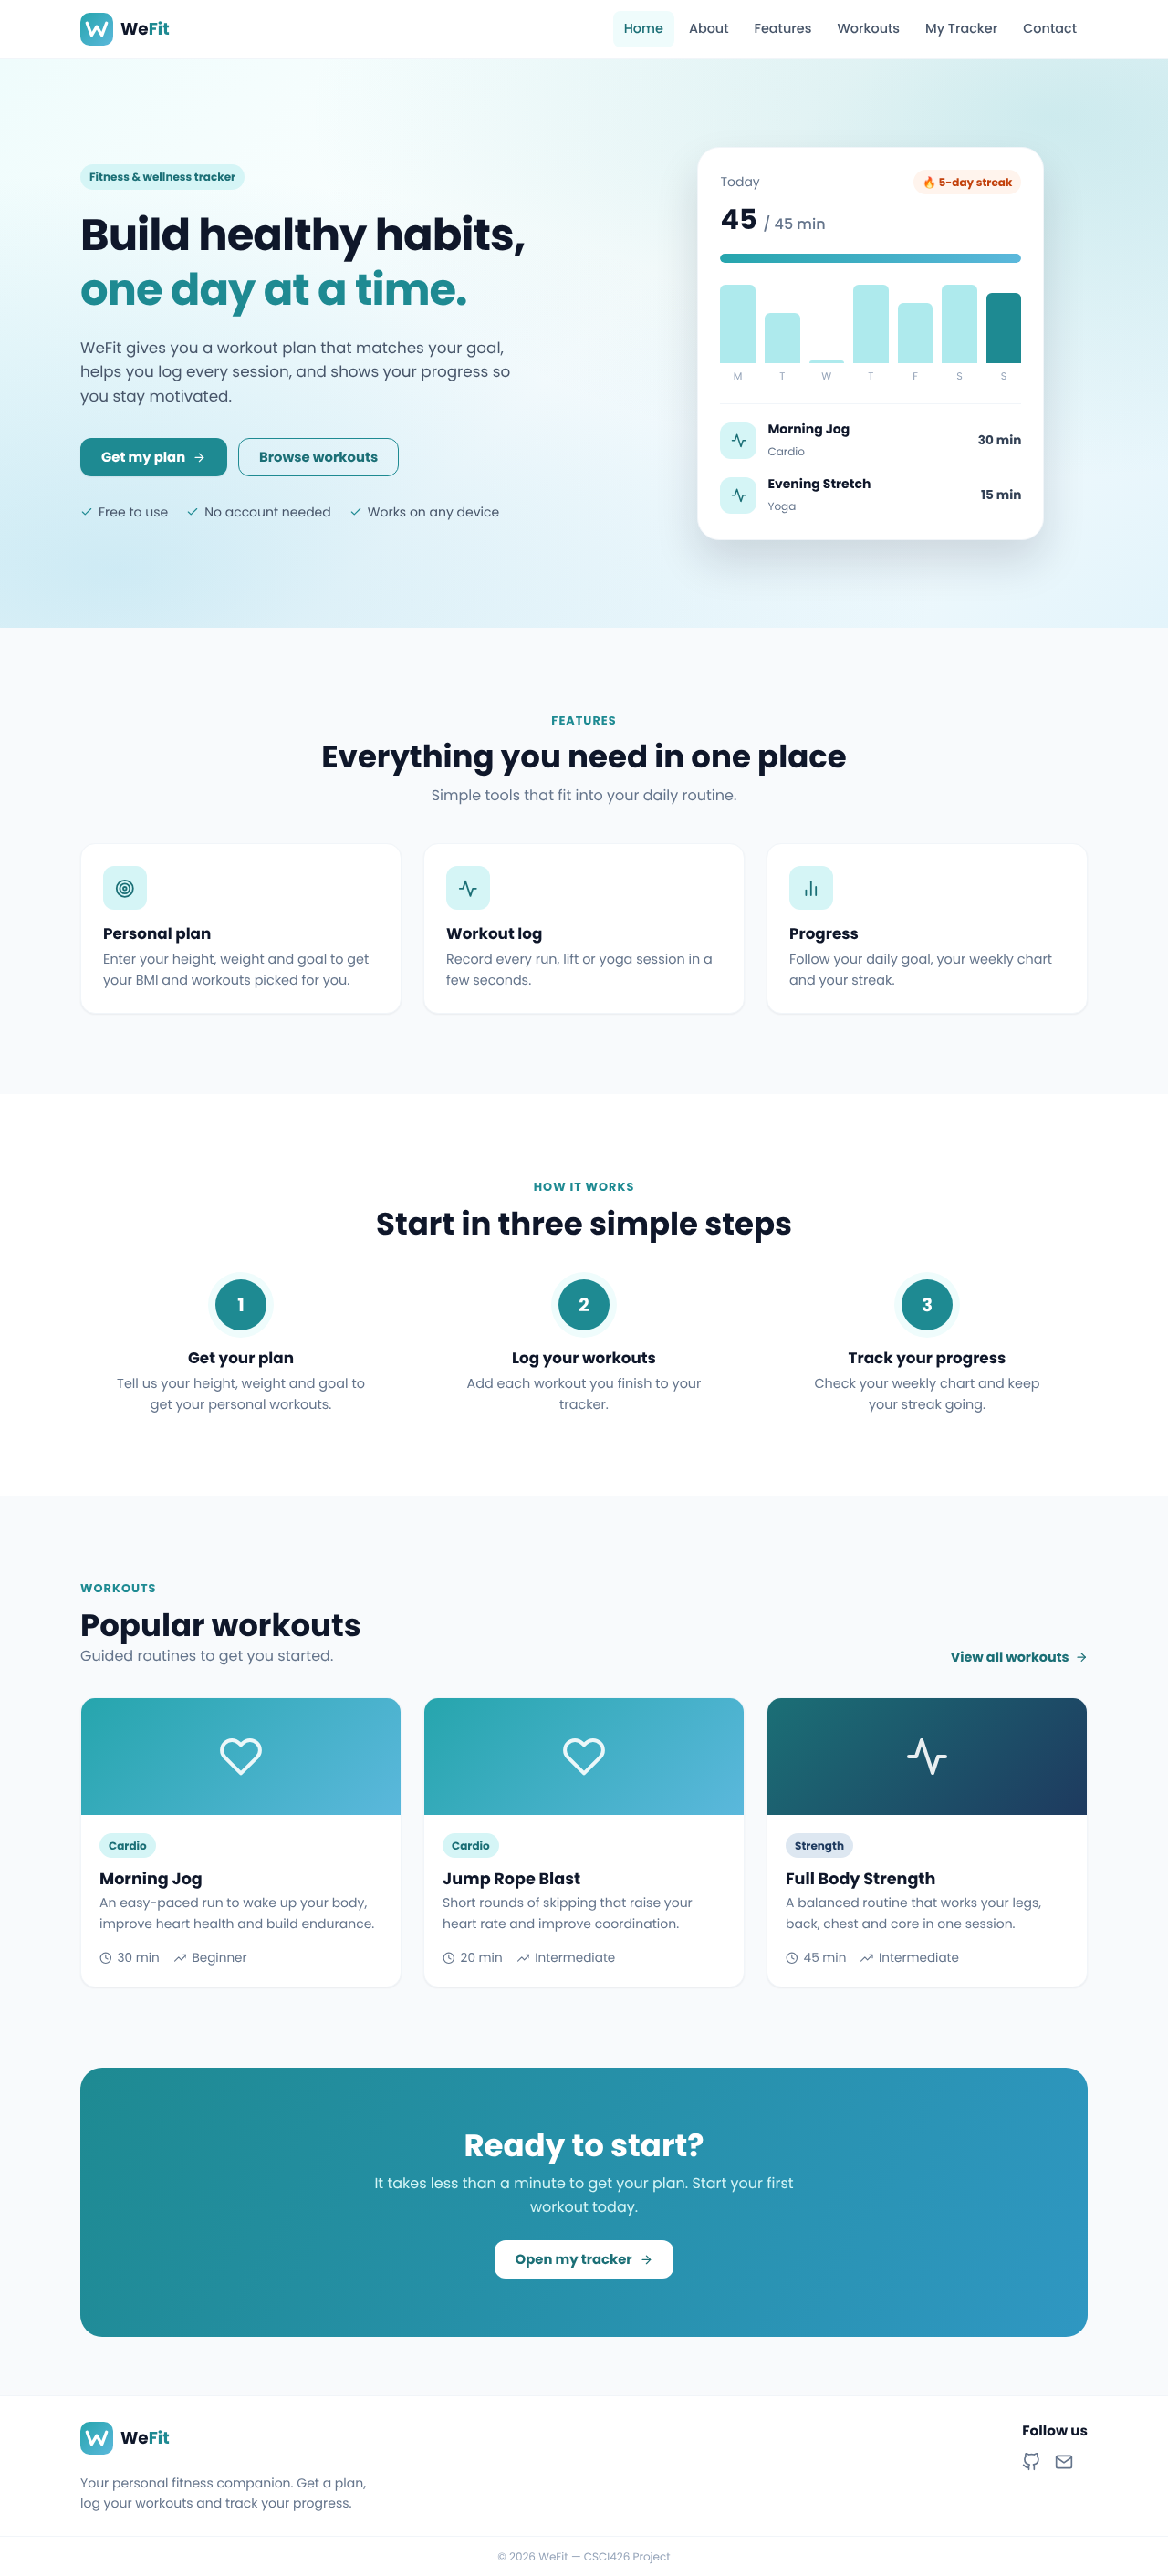 WeFit
Home About Features Workouts My Tracker Contact
Fitness & wellness tracker
Build healthy habits,
one day at a time.
WeFit gives you a workout plan that matches your goal,
helps you log every session, and shows your progress so
you stay motivated.
Get my plan →
Browse workouts
Free to use
No account needed
Works on any device
Today
🔥 5-day streak
45 / 45 min
M T W T F S S
Morning Jog
Cardio
30 min
Evening Stretch
Yoga
15 min
FEATURES
Everything you need in one place
Simple tools that fit into your daily routine.
Personal plan
Enter your height, weight and goal to get
your BMI and workouts picked for you.
Workout log
Record every run, lift or yoga session in a
few seconds.
Progress
Follow your daily goal, your weekly chart
and your streak.
HOW IT WORKS
Start in three simple steps
1
Get your plan
Tell us your height, weight and goal to
get your personal workouts.
2
Log your workouts
Add each workout you finish to your
tracker.
3
Track your progress
Check your weekly chart and keep
your streak going.
WORKOUTS
Popular workouts
Guided routines to get you started.
View all workouts →
Cardio
Morning Jog
An easy-paced run to wake up your body,
improve heart health and build endurance.
30 min Beginner
Cardio
Jump Rope Blast
Short rounds of skipping that raise your
heart rate and improve coordination.
20 min Intermediate
Strength
Full Body Strength
A balanced routine that works your legs,
back, chest and core in one session.
45 min Intermediate
Ready to start?
It takes less than a minute to get your plan. Start your first
workout today.
Open my tracker →
WeFit
Your personal fitness companion. Get a plan,
log your workouts and track your progress.
Follow us
© 2026 WeFit — CSCI426 Project